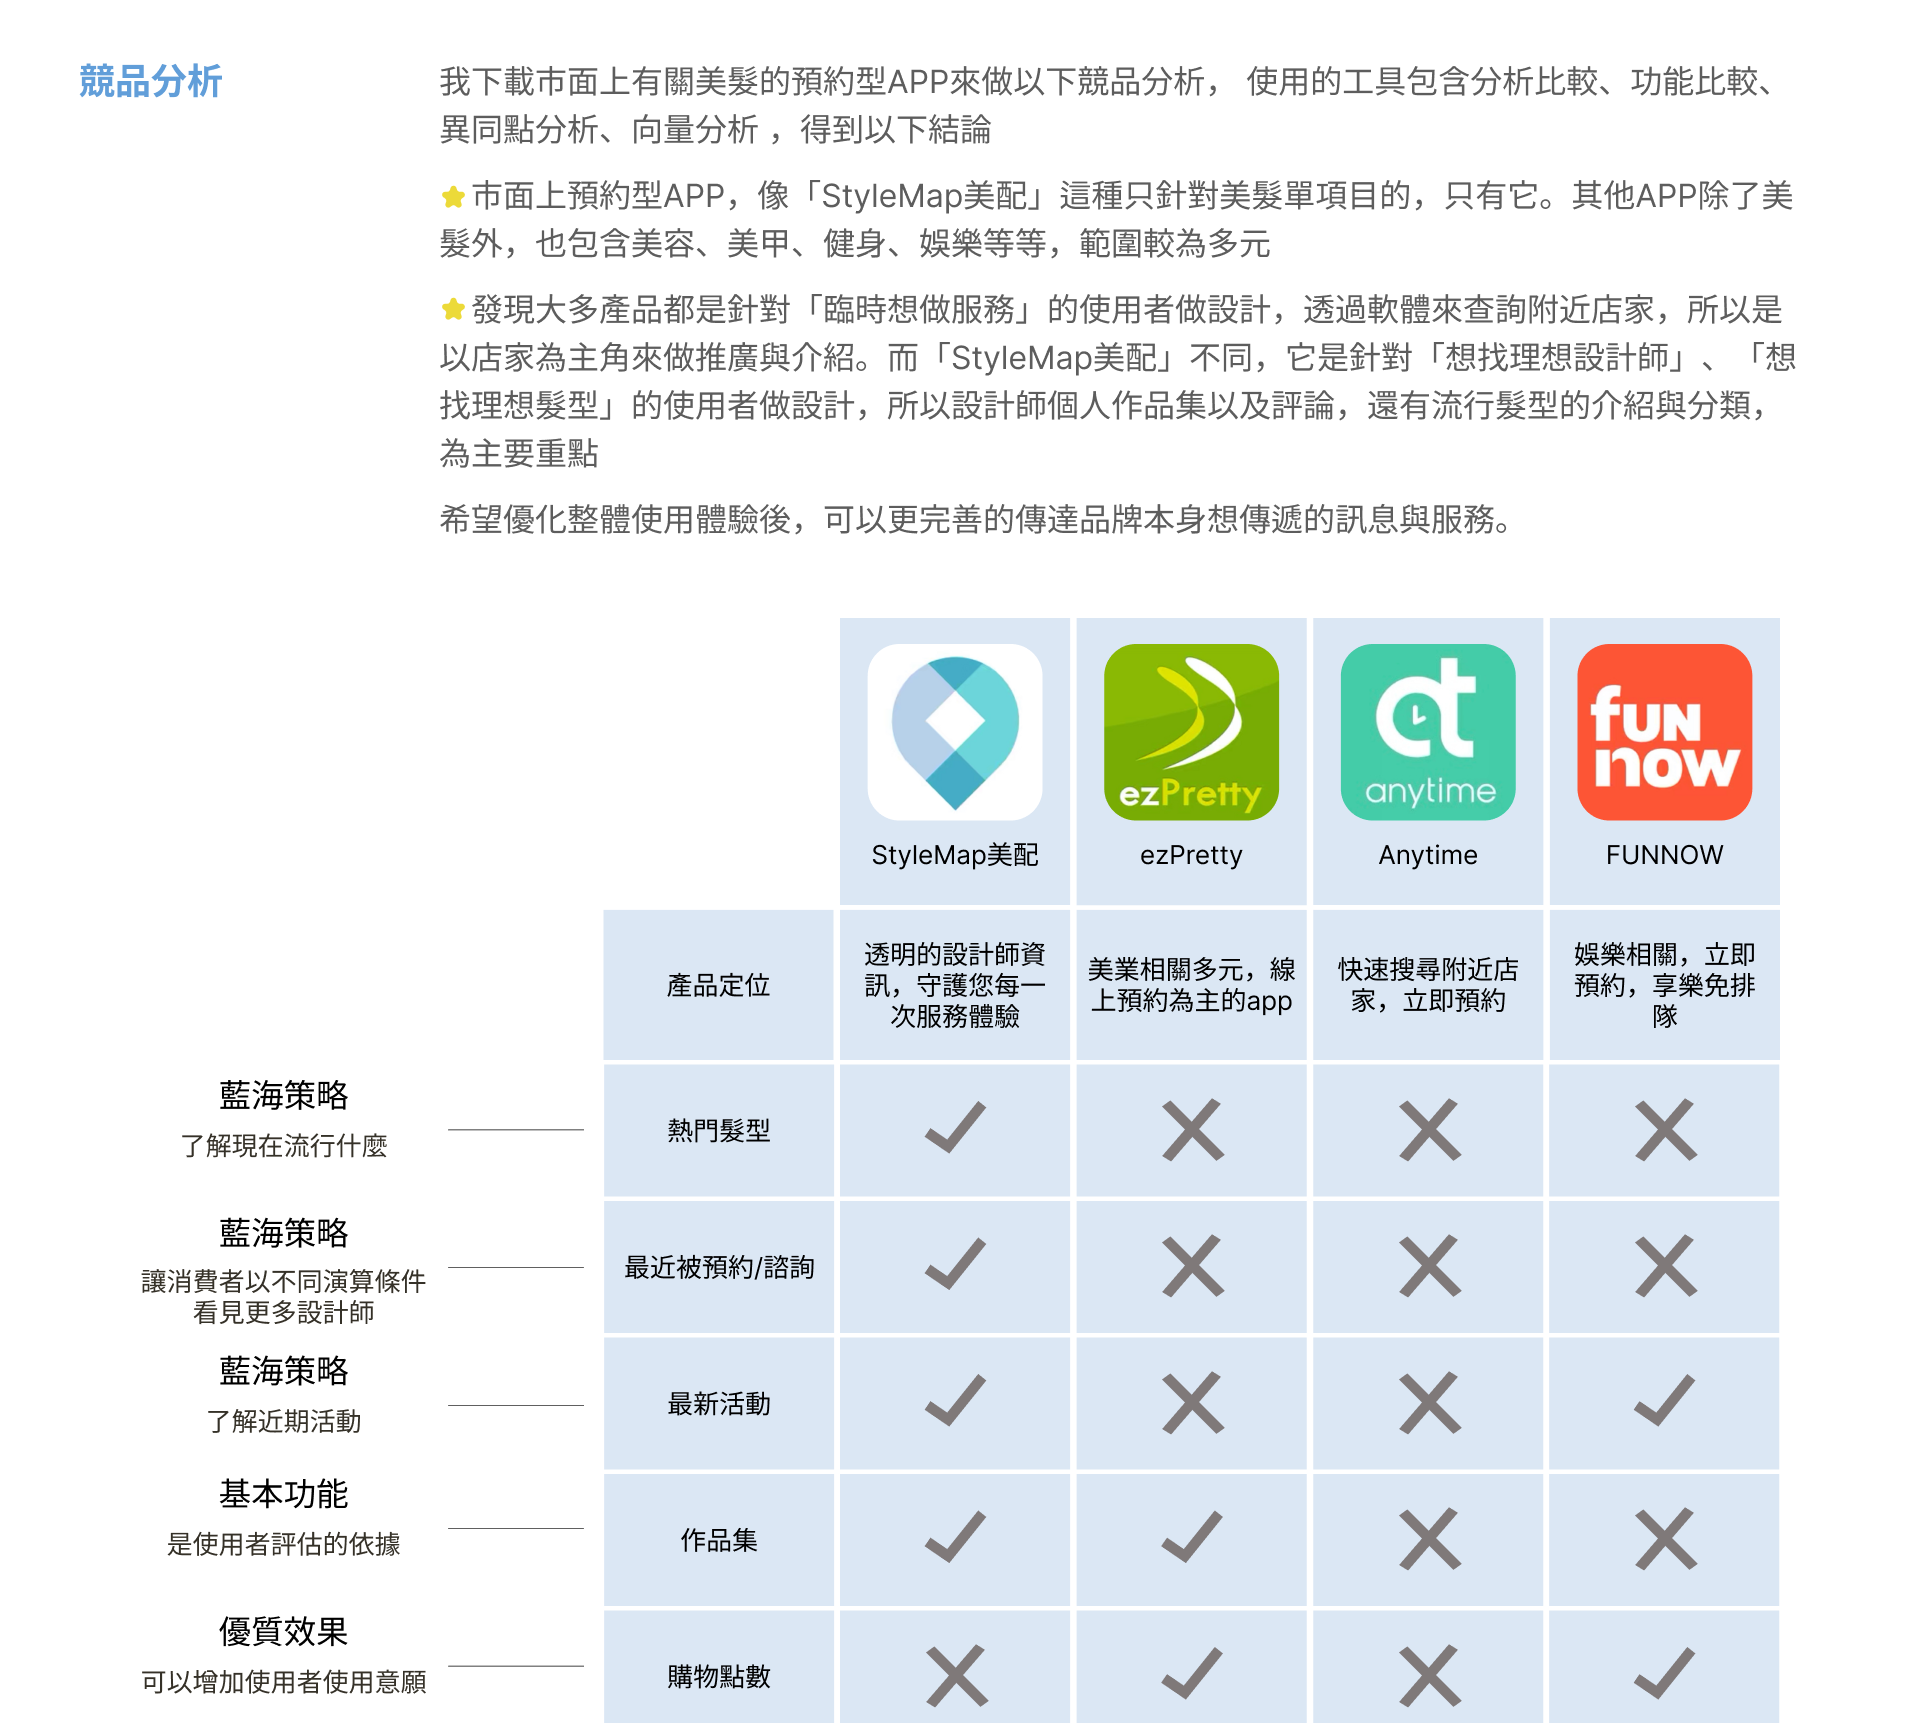 競品分析
我下載市面上有關美髮的預約型APP來做以下競品分析， 使用的工具包含分析比較、功能比較、
異同點分析、向量分析 ，得到以下結論
市面上預約型APP，像「StyleMap美配」這種只針對美髮單項目的，只有它。其他APP除了美
髮外，也包含美容、美甲、健身、娛樂等等，範圍較為多元
發現大多產品都是針對「臨時想做服務」的使用者做設計，透過軟體來查詢附近店家，所以是
以店家為主角來做推廣與介紹。而「StyleMap美配」不同，它是針對「想找理想設計師」、「想
找理想髮型」的使用者做設計，所以設計師個人作品集以及評論，還有流行髮型的介紹與分類，
為主要重點
希望優化整體使用體驗後，可以更完善的傳達品牌本身想傳遞的訊息與服務。
ezPretty
at
anytime
fun
now
StyleMap美配
ezPretty
Anytime
FUNNOW
產品定位
透明的設計師資
訊，守護您每一
次服務體驗
美業相關多元，線
上預約為主的app
快速搜尋附近店
家，立即預約
娛樂相關，立即
預約，享樂免排
隊
藍海策略
了解現在流行什麼
熱門髮型
藍海策略
讓消費者以不同演算條件
看見更多設計師
最近被預約/諮詢
藍海策略
了解近期活動
最新活動
基本功能
是使用者評估的依據
作品集
優質效果
可以增加使用者使用意願
購物點數